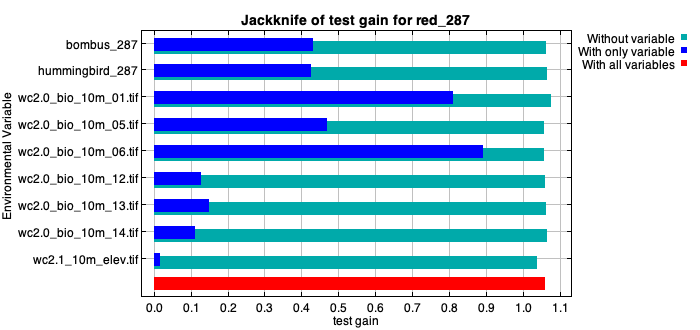 Jackknife of test gain for red_287
Without variable
With only variable
With all variables
Environmental Variable
bombus_287
hummingbird_287
wc2.0_bio_10m_01.tif
wc2.0_bio_10m_05.tif
wc2.0_bio_10m_06.tif
wc2.0_bio_10m_12.tif
wc2.0_bio_10m_13.tif
wc2.0_bio_10m_14.tif
wc2.1_10m_elev.tif
0.0 0.1 0.2 0.3 0.4 0.5 0.6 0.7 0.8 0.9 1.0 1.1
test gain